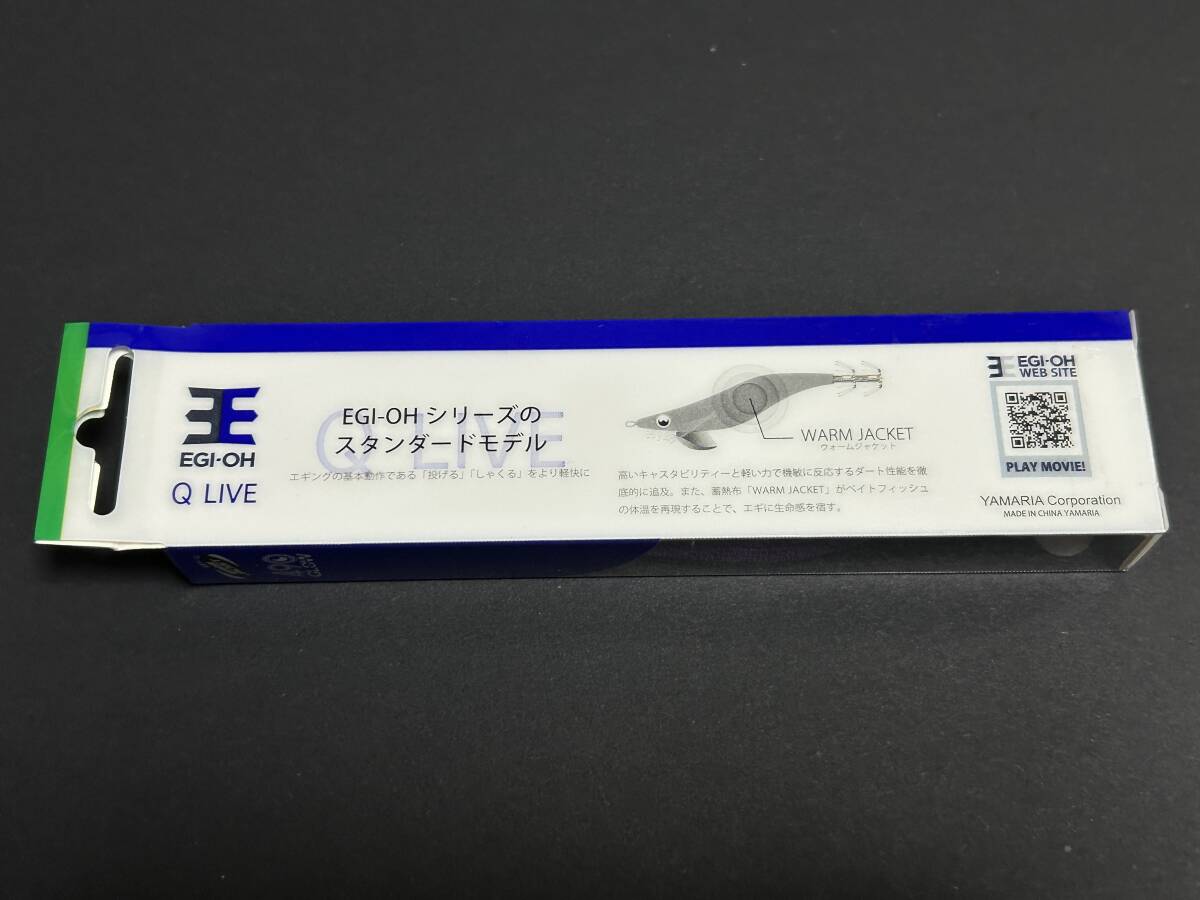 EGI-OH
Q LIVE
Q LIVE
EGI-OH シリーズの
スタンダードモデル
エギングの基本動作である「投げる」「しゃくる」をより軽快に
WARM JACKET
ウォームジャケット
高いキャスタビリティーと軽い力で機敏に反応するダート性能を徹
底的に追及。また、蓄熱布「WARM JACKET」がベイトフィッシュ
の体温を再現することで、エギに生命感を宿す。
EGI-OH
WEB SITE
PLAY MOVIE!
YAMARIA Corporation
MADE IN CHINA YAMARIA
490
GLOW